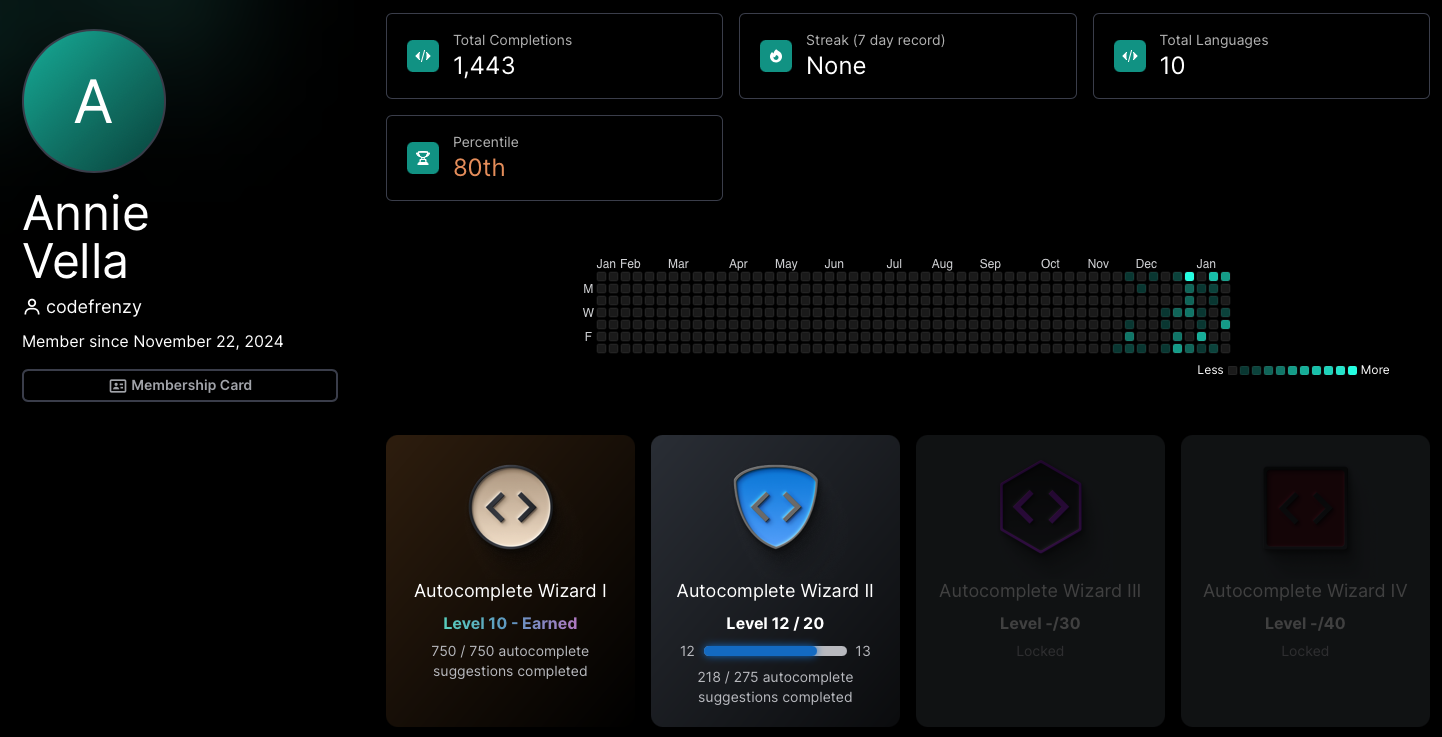 A
Annie
Vella
codefrenzy
Member since November 22, 2024
Membership Card
Total Completions
1,443
Streak (7 day record)
None
Total Languages
10
Percentile
80th
Jan Feb Mar Apr May Jun Jul Aug Sep Oct Nov Dec Jan
M
W
F
Less More
Autocomplete Wizard I
Level 10 - Earned
750 / 750 autocomplete
suggestions completed
Autocomplete Wizard II
Level 12 / 20
12 13
218 / 275 autocomplete
suggestions completed
Autocomplete Wizard III
Level -/30
Locked
Autocomplete Wizard IV
Level -/40
Locked